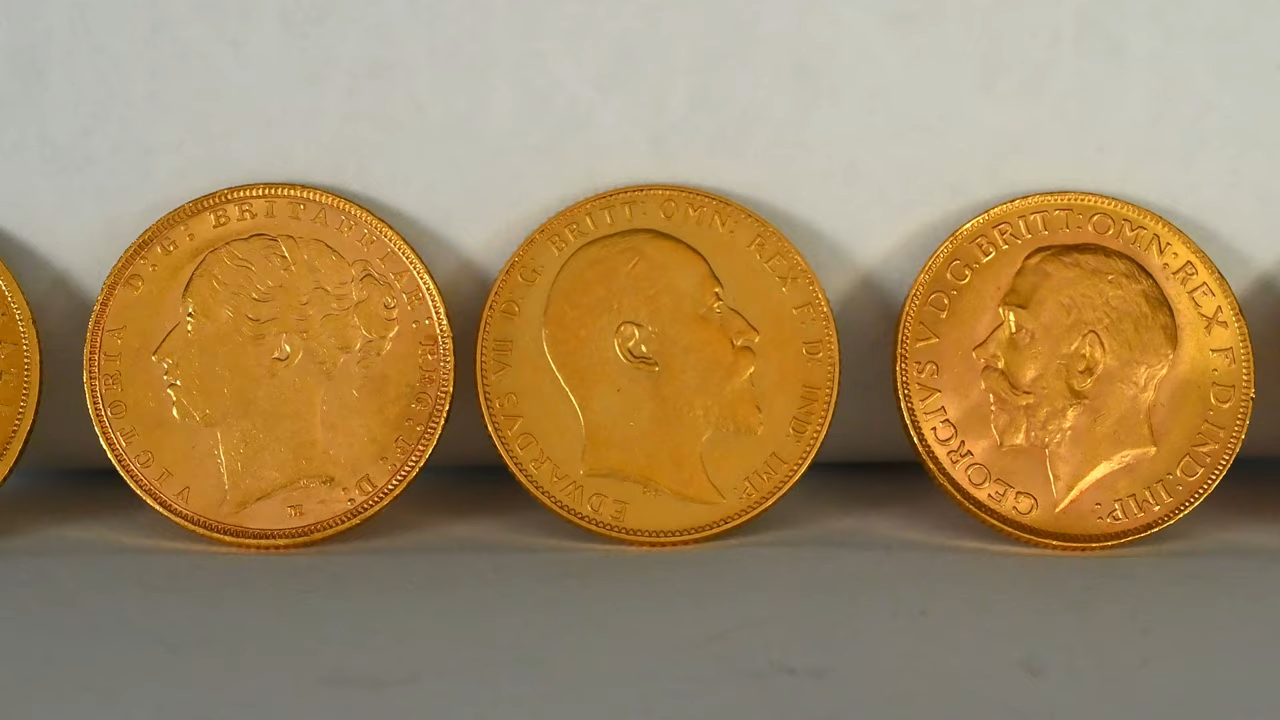 VICTORIA D:G: BRITANNIAR: REG: F: D:
M
EDWARDVS VII D: G: BRITT: OMN: REX F: D: IND: IMP:
GEORGIVS V D.G.BRITT:OMN:REX F.D.IND:IMP: